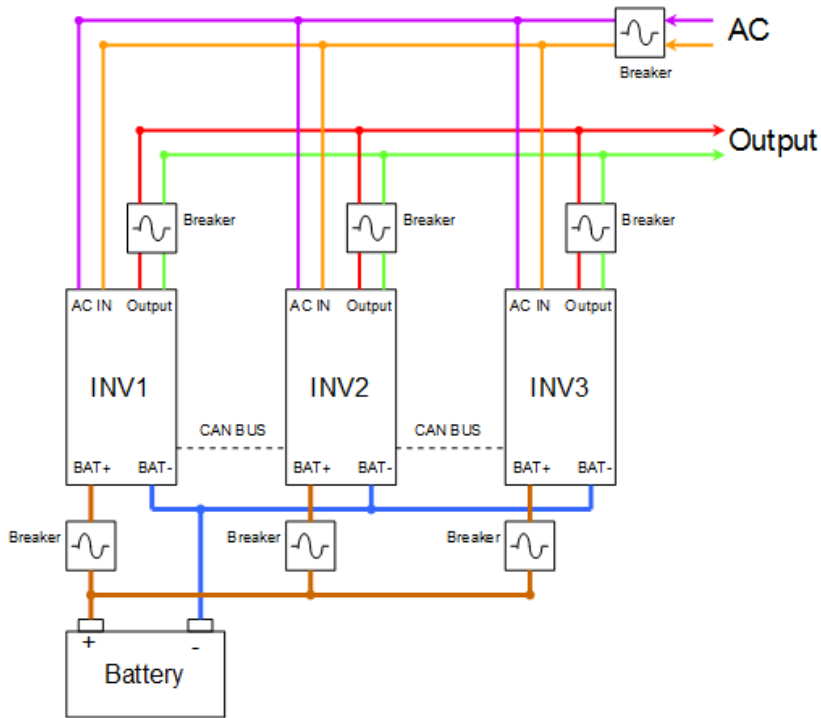 AC
Breaker
Output
Breaker
Breaker
Breaker
AC IN
Output
AC IN
Output
AC IN
Output
INV1
INV2
INV3
CAN BUS
CAN BUS
BAT+
BAT-
BAT+
BAT-
BAT+
BAT-
Breaker
Breaker
Breaker
+
-
Battery